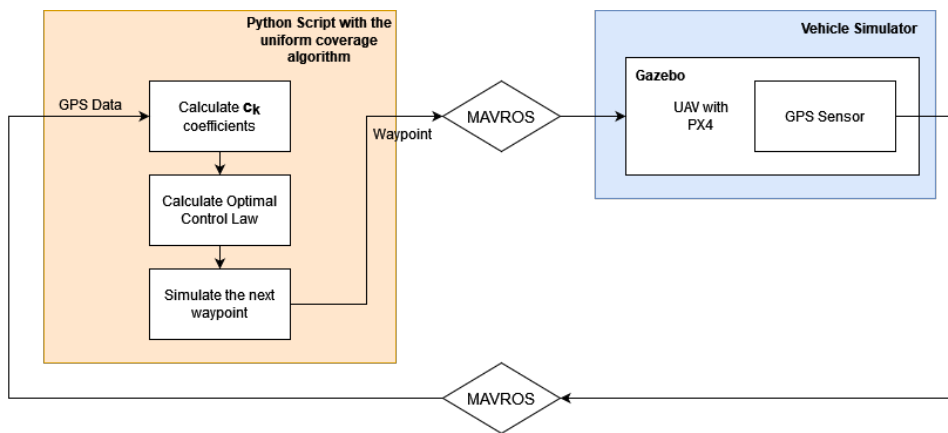 Python Script with the
uniform coverage
algorithm
GPS Data
Calculate ck
coefficients
Calculate Optimal
Control Law
Simulate the next
waypoint
Waypoint
MAVROS
Vehicle Simulator
Gazebo
UAV with
PX4
GPS Sensor
MAVROS